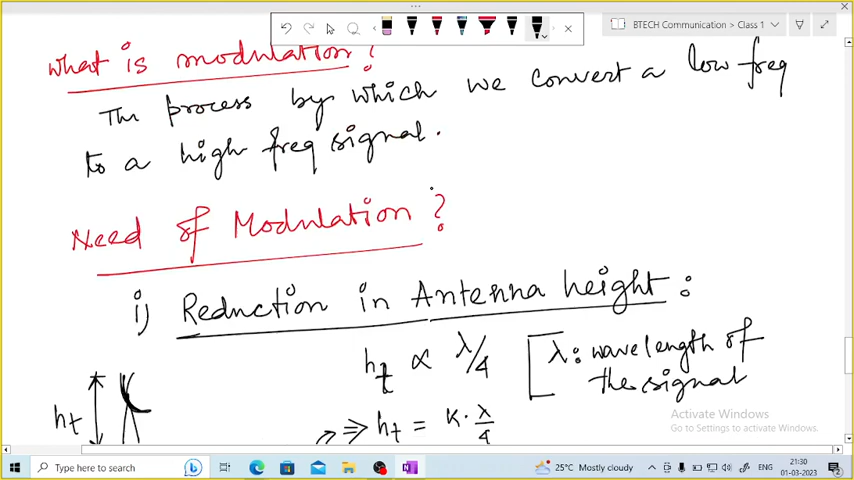 BTECH Communication > Class 1
what is modulation?
The process by which we convert a low freq
to a high freq signal.
Need of Modulation?
i) Reduction in Antenna height :
ht ∝ λ/4
λ: wavelength of
the signal
ht
⇒ ht = K · λ/4
Activate Windows
Go to Settings to activate Windows.
Type here to search
25°C Mostly cloudy
ENG
21:30
01-03-2023
2